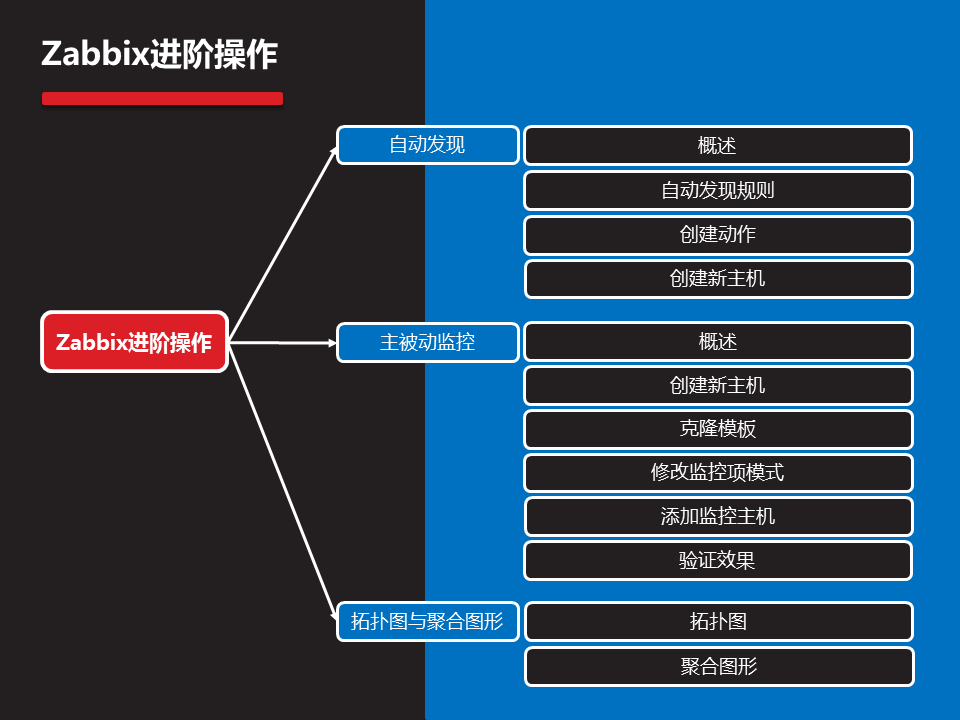 Zabbix进阶操作
自动发现
概述
自动发现规则
创建动作
创建新主机
Zabbix进阶操作
主被动监控
概述
创建新主机
克隆模板
修改监控项模式
添加监控主机
验证效果
拓扑图与聚合图形
拓扑图
聚合图形